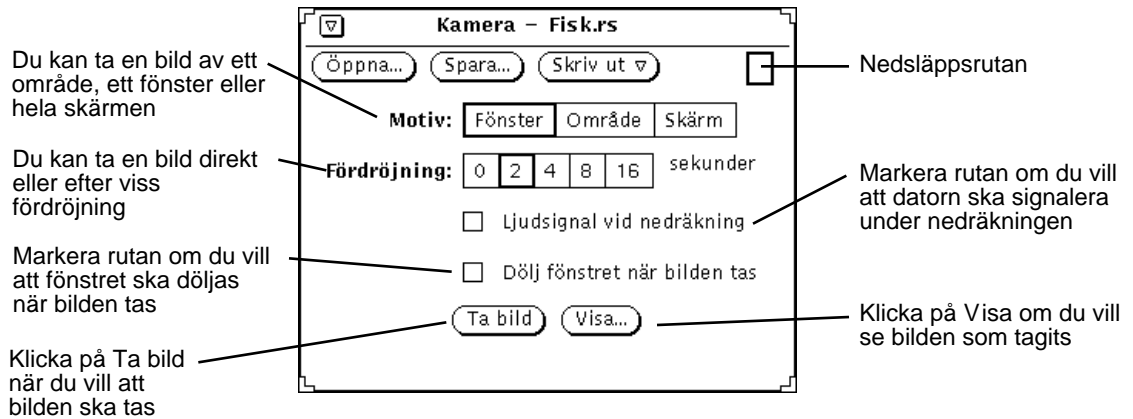 Kamera – Fisk.rs
Öppna...
Spara...
Skriv ut
Motiv:
Fönster
Område
Skärm
Fördröjning:
0
2
4
8
16
sekunder
Ljudsignal vid nedräkning
Dölj fönstret när bilden tas
Ta bild
Visa...
Du kan ta en bild av ett
område, ett fönster eller
hela skärmen
Du kan ta en bild direkt
eller efter viss
fördröjning
Markera rutan om du vill
att fönstret ska döljas
när bilden tas
Klicka på Ta bild
när du vill att
bilden ska tas
Nedsläppsrutan
Markera rutan om du vill
att datorn ska signalera
under nedräkningen
Klicka på Visa om du vill
se bilden som tagits